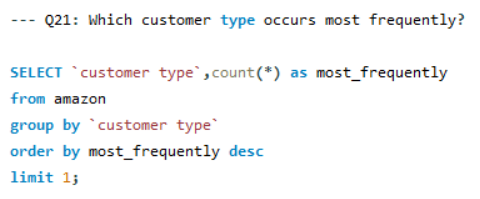 --- Q21: Which customer type occurs most frequently?
SELECT `customer type`,count(*) as most_frequently
from amazon
group by `customer type`
order by most_frequently desc
limit 1;